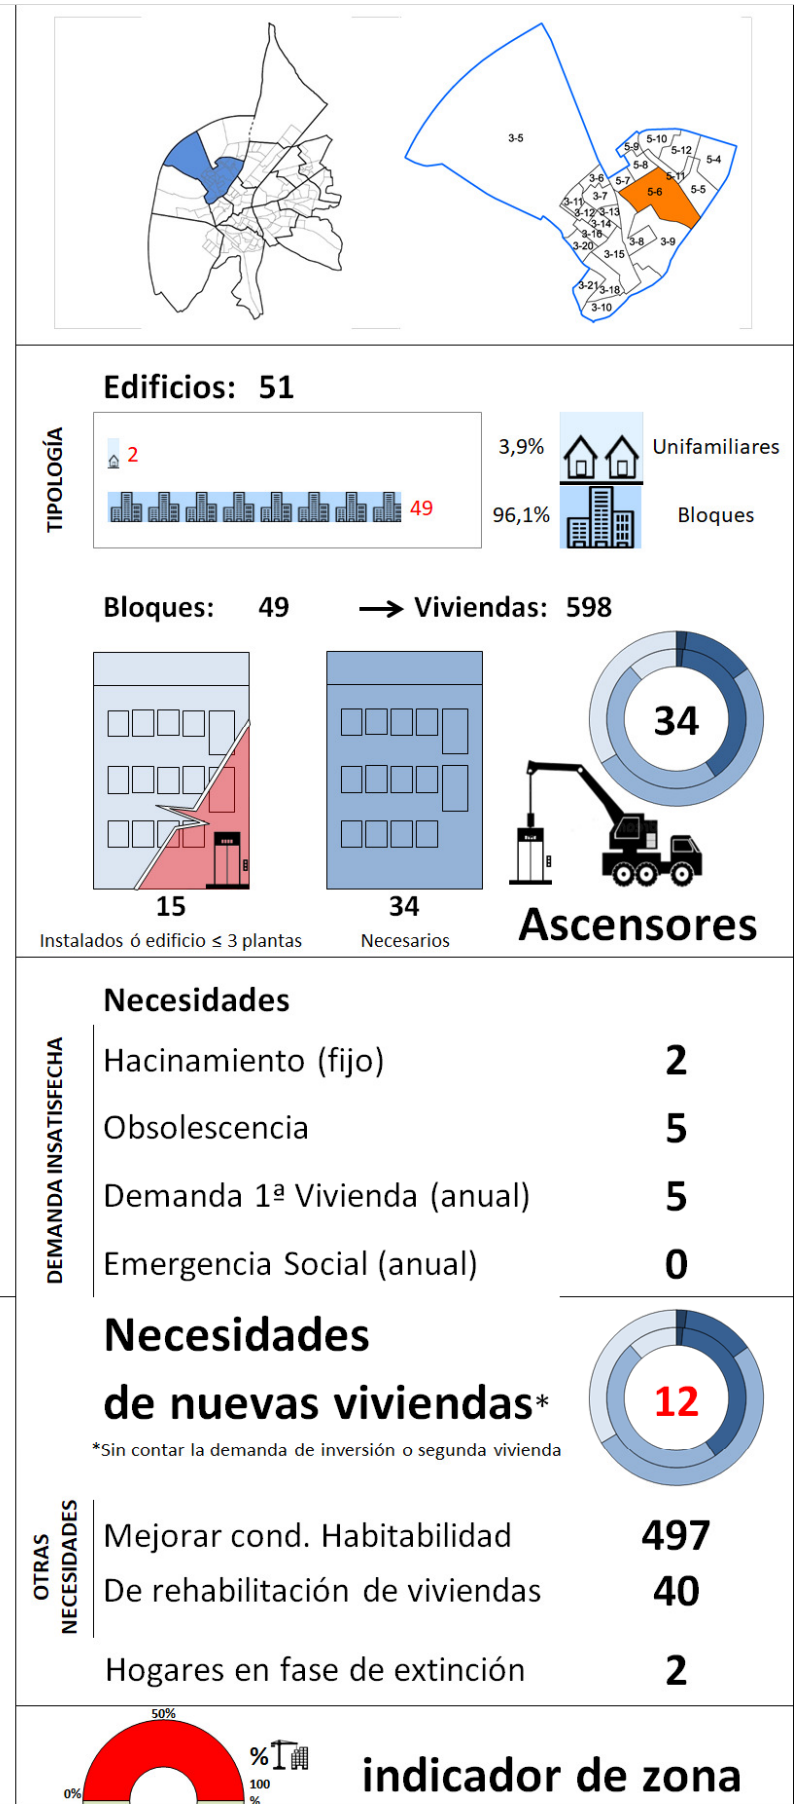 3-5
5-10
5-9
5-12
5-4
5-8
5-11
3-6
5-7
5-6
5-5
3-7
3-11
3-12
3-13
3-14
3-16
3-20
3-8
3-9
3-15
3-21
3-18
3-10
Edificios: 51
TIPOLOGÍA
2
3,9%
Unifamiliares
49
96,1%
Bloques
Bloques: 49 → Viviendas: 598
34
15
Instalados ó edificio ≤ 3 plantas
34
Necesarios
Ascensores
DEMANDA INSATISFECHA
Necesidades
Hacinamiento (fijo) 2
Obsolescencia 5
Demanda 1ª Vivienda (anual) 5
Emergencia Social (anual) 0
Necesidades
de nuevas viviendas*
12
*Sin contar la demanda de inversión o segunda vivienda
OTRAS
NECESIDADES
Mejorar cond. Habitabilidad 497
De rehabilitación de viviendas 40
Hogares en fase de extinción 2
50%
%
0%
100
%
indicador de zona